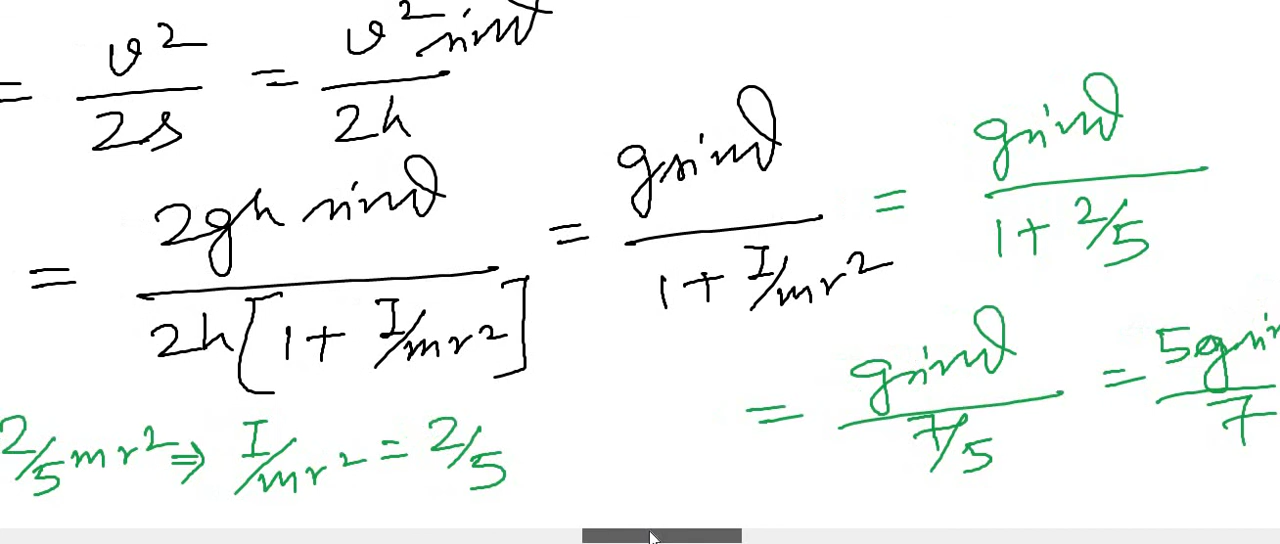 = v²/2s = v² sinθ/2h
= 2gh sinθ/2h[1 + I/mr²] = g sinθ/1 + I/mr² = g sinθ/1 + 2/5
= g sinθ/7/5 = 5g sin/7
2/5 mr² ⇒ I/mr² = 2/5